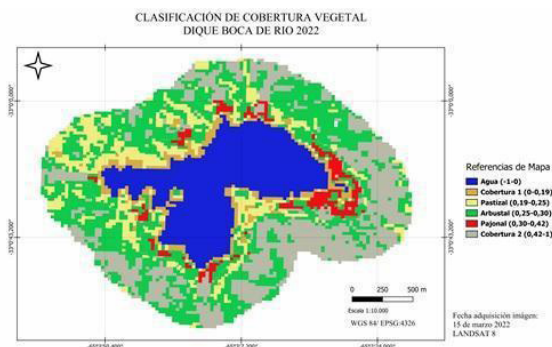 CLASIFICACIÓN DE COBERTURA VEGETAL
DIQUE BOCA DE RIO 2022
Referencias de Mapa
Agua (-1-0)
Cobertura 1 (0-0,19)
Pastizal (0,19-0,25)
Arbustal (0,25-0,30)
Pajonal (0,30-0,42)
Cobertura 2 (0,42-1)
0 250 500 m
Escala 1:10.000
WGS 84/ EPSG:4326
Fecha adquisición imágen:
15 de marzo 2022
LANDSAT 8